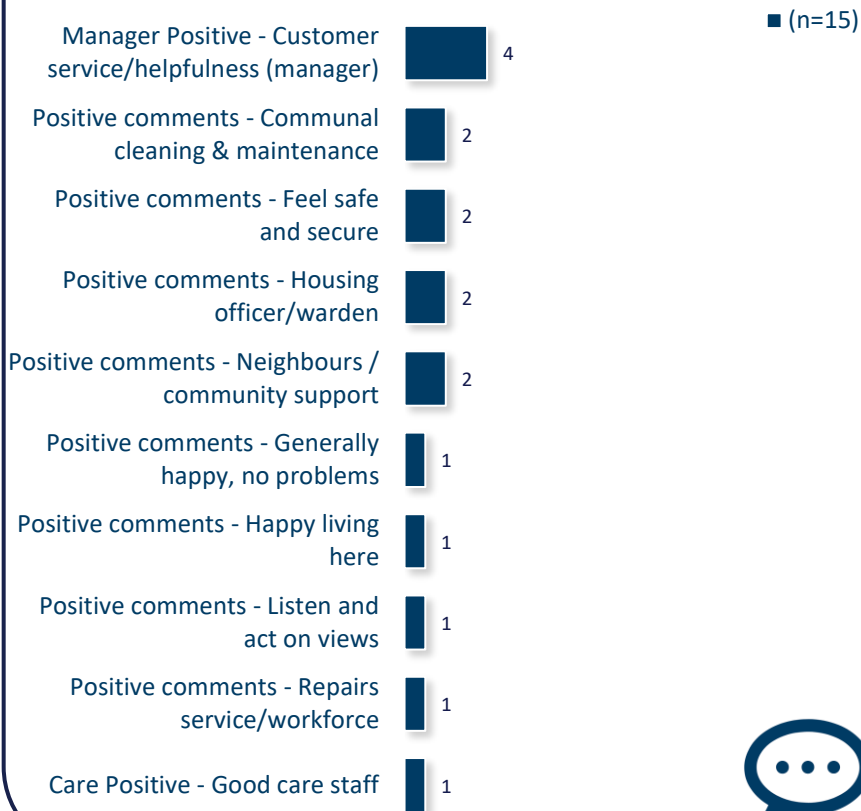 ■ (n=15)
Manager Positive - Customer
service/helpfulness (manager)
4
Positive comments - Communal
cleaning & maintenance
2
Positive comments - Feel safe
and secure
2
Positive comments - Housing
officer/warden
2
Positive comments - Neighbours /
community support
2
Positive comments - Generally
happy, no problems
1
Positive comments - Happy living
here
1
Positive comments - Listen and
act on views
1
Positive comments - Repairs
service/workforce
1
Care Positive - Good care staff
1